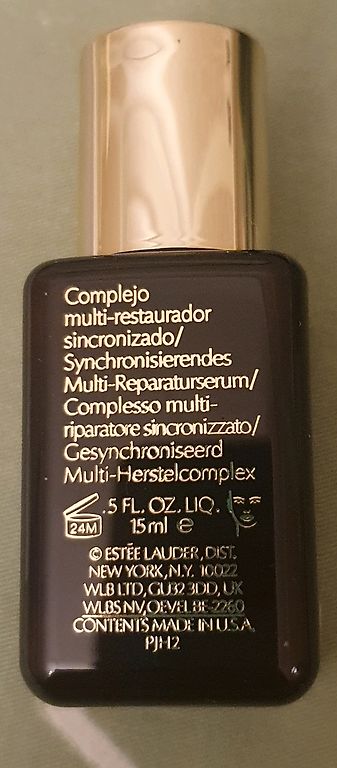 Complejo
multi-restaurador
sincronizado/
Synchronisierendes
Multi-Reparaturserum/
Complesso multi-
riparatore sincronizzato/
Gesynchroniseerd
Multi-Herstelcomplex
24M .5 FL. OZ. LIQ.
15 ml e
© ESTÉE LAUDER, DIST.
NEW YORK, N.Y. 10022
WLB LTD, GU32 3DD, UK
WLBS NV, OEVEL BE-2260
CONTENTS MADE IN U.S.A.
PJH2